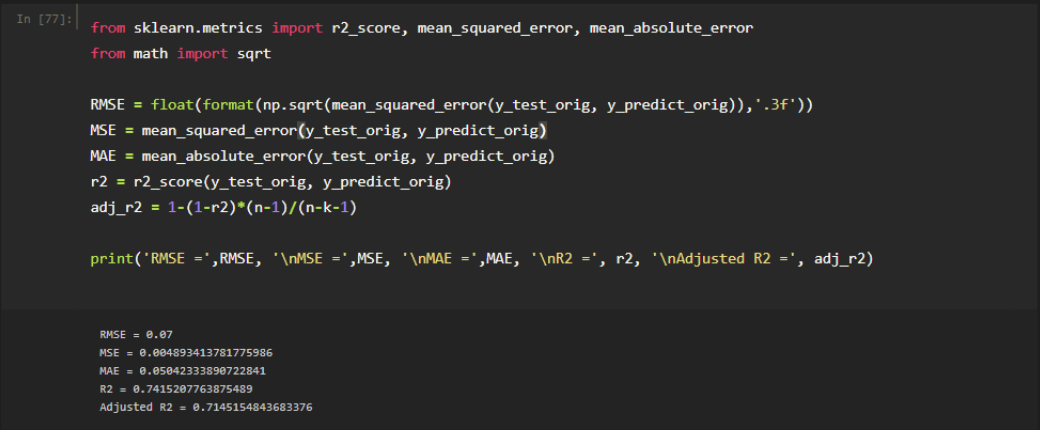 In [77]:
from sklearn.metrics import r2_score, mean_squared_error, mean_absolute_error
from math import sqrt
RMSE = float(format(np.sqrt(mean_squared_error(y_test_orig, y_predict_orig)),'.3f'))
MSE = mean_squared_error(y_test_orig, y_predict_orig)
MAE = mean_absolute_error(y_test_orig, y_predict_orig)
r2 = r2_score(y_test_orig, y_predict_orig)
adj_r2 = 1-(1-r2)*(n-1)/(n-k-1)
print('RMSE =',RMSE, '\nMSE =',MSE, '\nMAE =',MAE, '\nR2 =', r2, '\nAdjusted R2 =', adj_r2)
RMSE = 0.07
MSE = 0.004893413781775986
MAE = 0.05042333890722841
R2 = 0.7415207763875489
Adjusted R2 = 0.7145154843683376